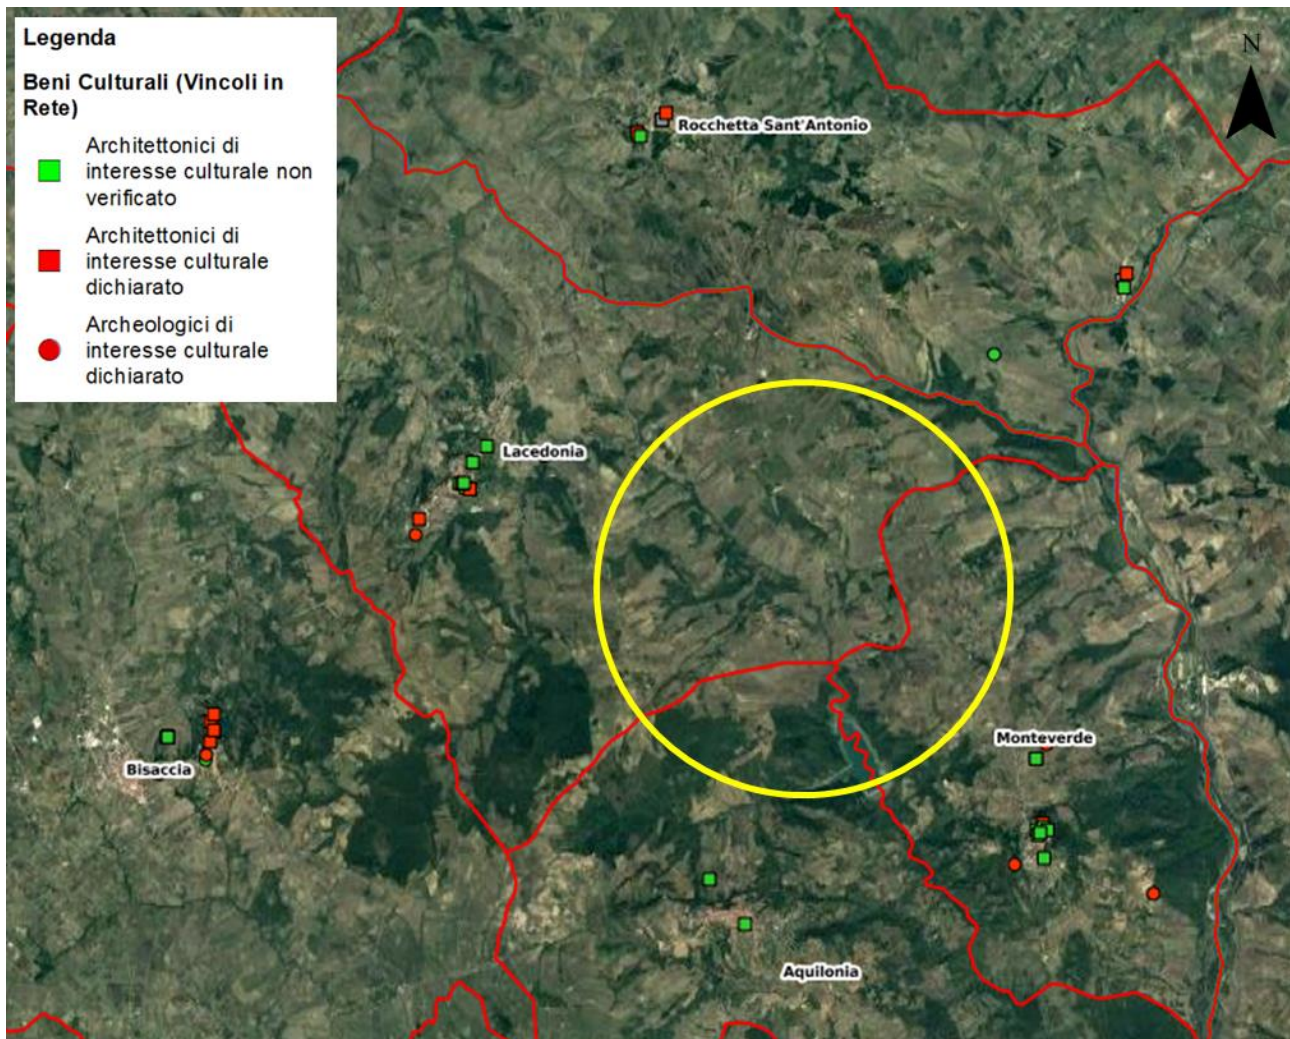 Legenda
Beni Culturali (Vincoli in
Rete)
Architettonici di
interesse culturale non
verificato
Architettonici di
interesse culturale
dichiarato
Archeologici di
interesse culturale
dichiarato
N
Rocchetta Sant'Antonio
Lacedonia
Monteverde
Bisaccia
Aquilonia